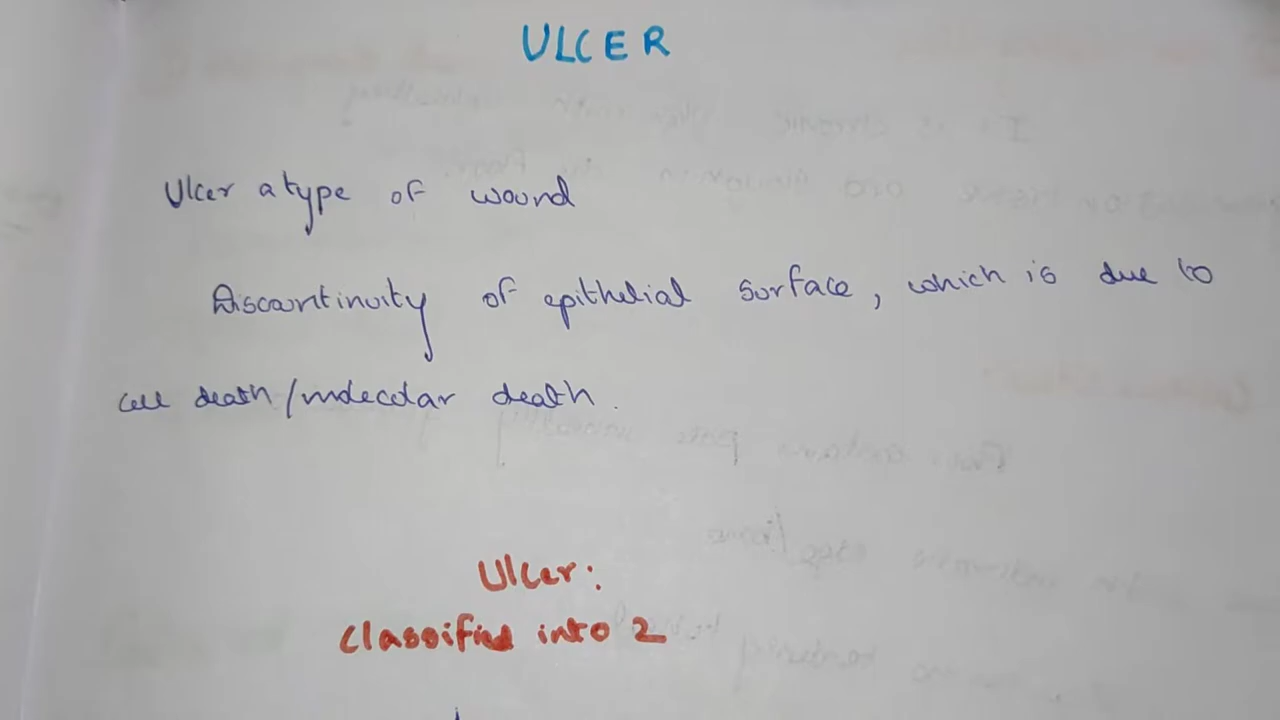 ULCER
Ulcer a type of wound
Discontinuity of epithelial surface, which is due to
cell death/molecular death.
Ulcer:
Classified into 2